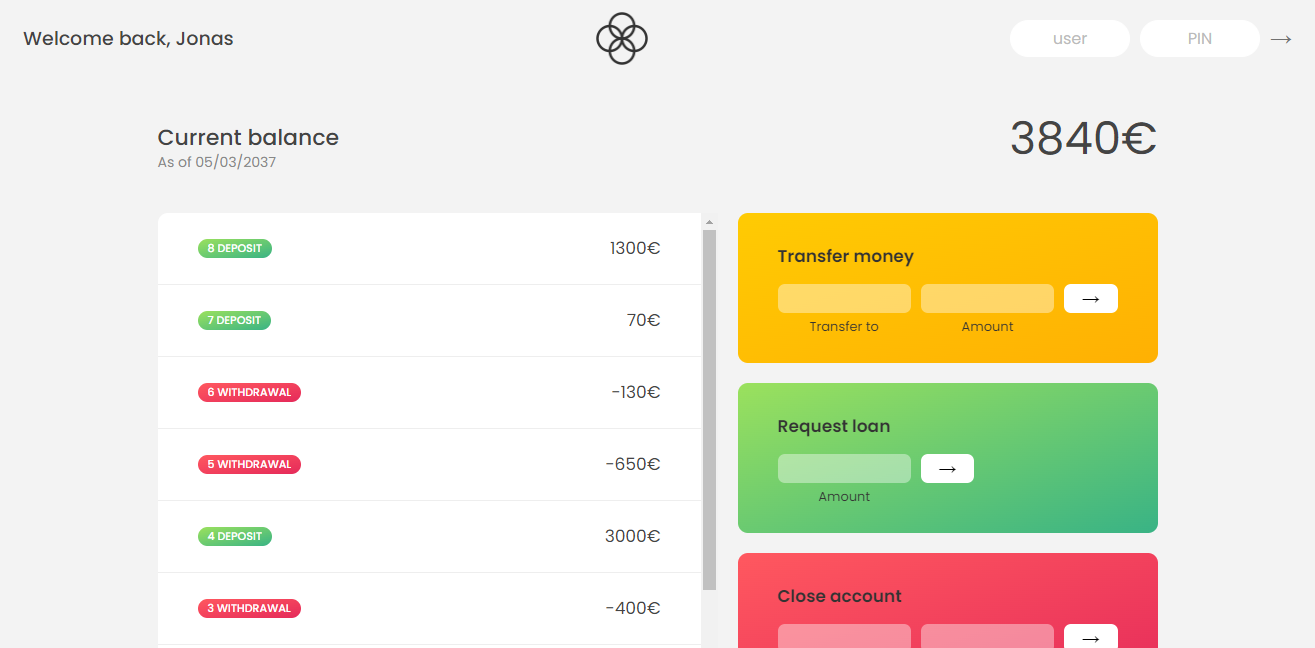 Welcome back, Jonas
user
PIN
→
Current balance
As of 05/03/2037
3840€
8 DEPOSIT
1300€
7 DEPOSIT
70€
6 WITHDRAWAL
-130€
5 WITHDRAWAL
-650€
4 DEPOSIT
3000€
3 WITHDRAWAL
-400€
Transfer money
→
Transfer to
Amount
Request loan
→
Amount
Close account
→